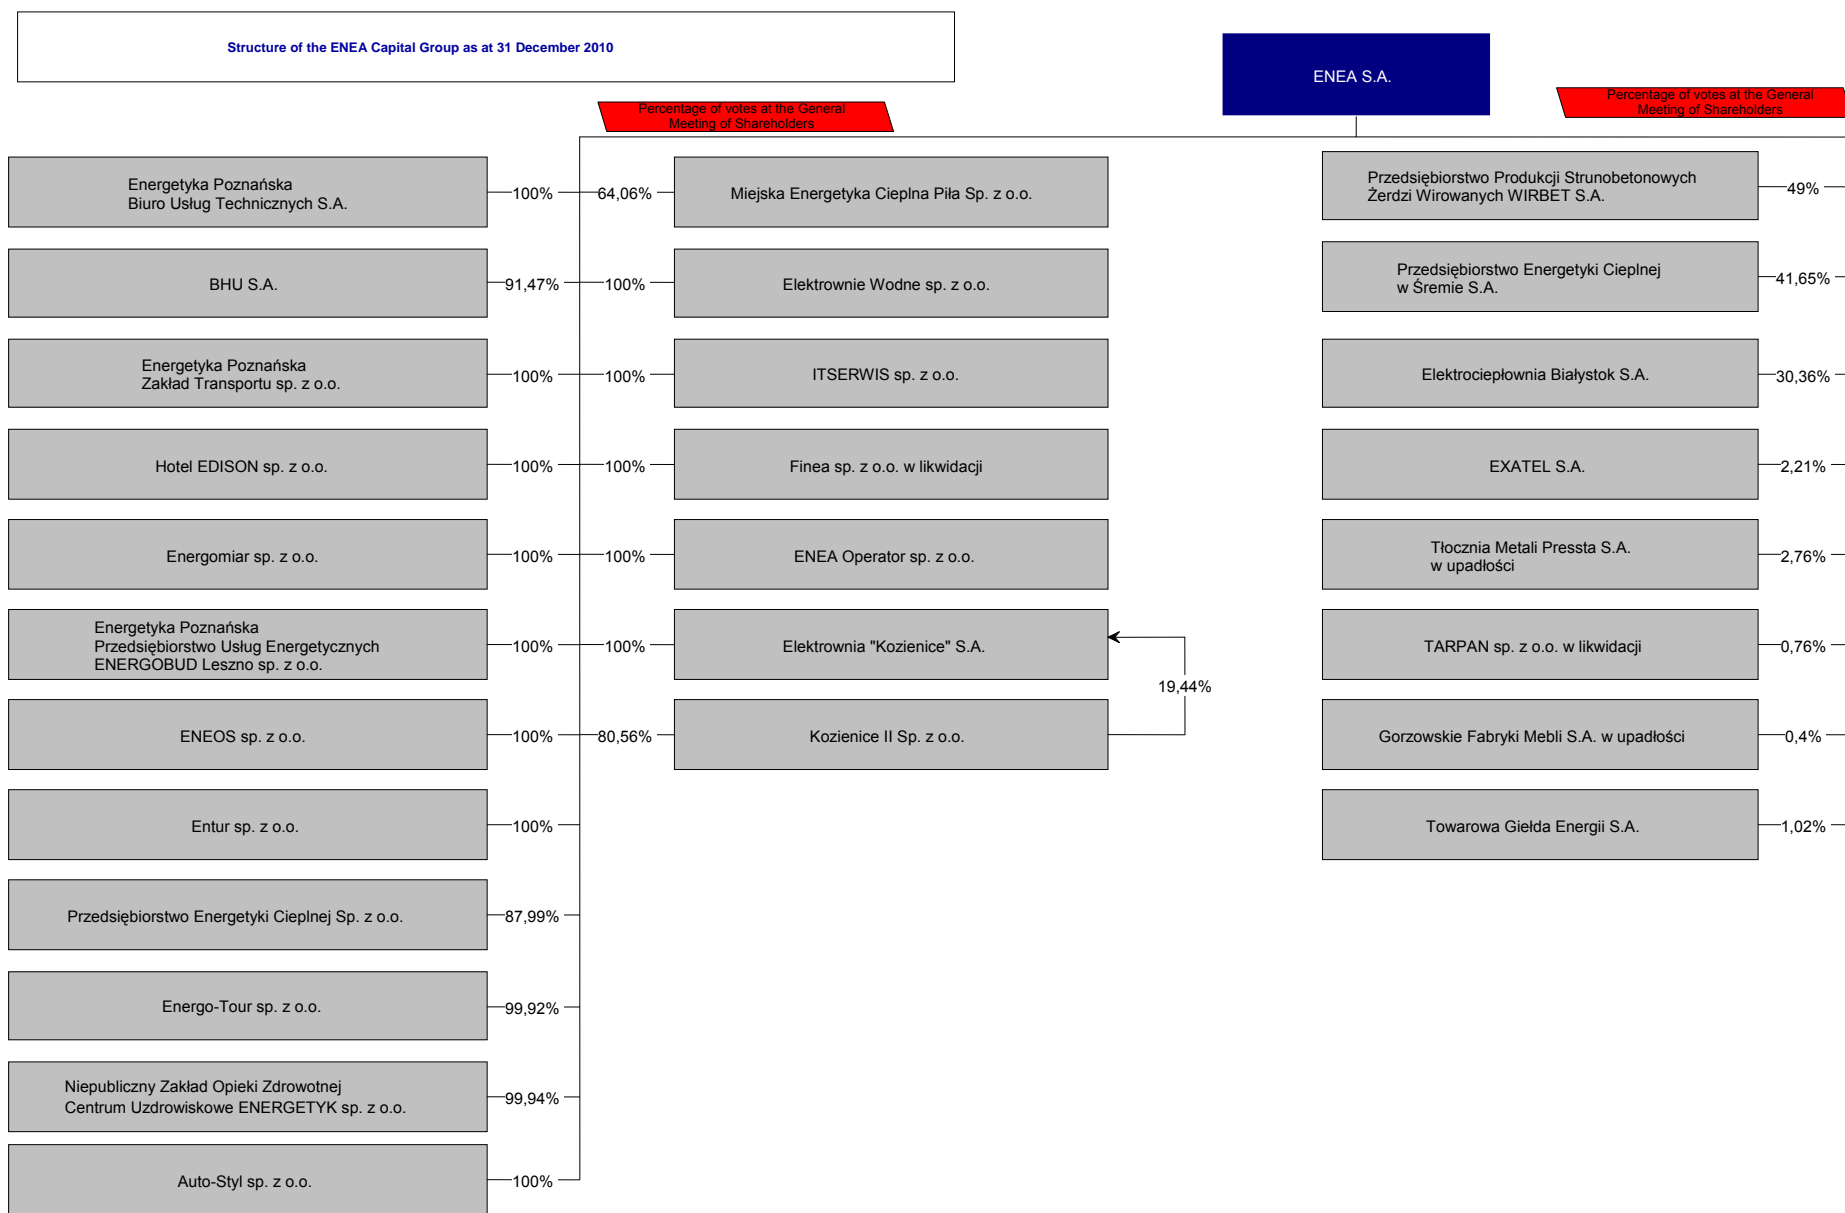 Structure of the ENEA Capital Group as at 31 December 2010
ENEA S.A.
Percentage of votes at the General
Meeting of Shareholders
Percentage of votes at the General
Meeting of Shareholders
Energetyka Poznańska
Biuro Usług Technicznych S.A.
100%
64,06%
Miejska Energetyka Cieplna Piła Sp. z o.o.
Przedsiębiorstwo Produkcji Strunobetonowych
Żerdzi Wirowanych WIRBET S.A.
49%
BHU S.A.
91,47%
100%
Elektrownie Wodne sp. z o.o.
Przedsiębiorstwo Energetyki Cieplnej
w Śremie S.A.
41,65%
Energetyka Poznańska
Zakład Transportu sp. z o.o.
100%
100%
ITSERWIS sp. z o.o.
Elektrociepłownia Białystok S.A.
30,36%
Hotel EDISON sp. z o.o.
100%
100%
Finea sp. z o.o. w likwidacji
EXATEL S.A.
2,21%
Energomiar sp. z o.o.
100%
100%
ENEA Operator sp. z o.o.
Tłocznia Metali Pressta S.A.
w upadłości
2,76%
Energetyka Poznańska
Przedsiębiorstwo Usług Energetycznych
ENERGOBUD Leszno sp. z o.o.
100%
100%
Elektrownia "Kozienice" S.A.
TARPAN sp. z o.o. w likwidacji
0,76%
19,44%
ENEOS sp. z o.o.
100%
80,56%
Kozienice II Sp. z o.o.
Gorzowskie Fabryki Mebli S.A. w upadłości
0,4%
Entur sp. z o.o.
100%
Towarowa Giełda Energii S.A.
1,02%
Przedsiębiorstwo Energetyki Cieplnej Sp. z o.o.
87,99%
Energo-Tour sp. z o.o.
99,92%
Niepubliczny Zakład Opieki Zdrowotnej
Centrum Uzdrowiskowe ENERGETYK sp. z o.o.
99,94%
Auto-Styl sp. z o.o.
100%